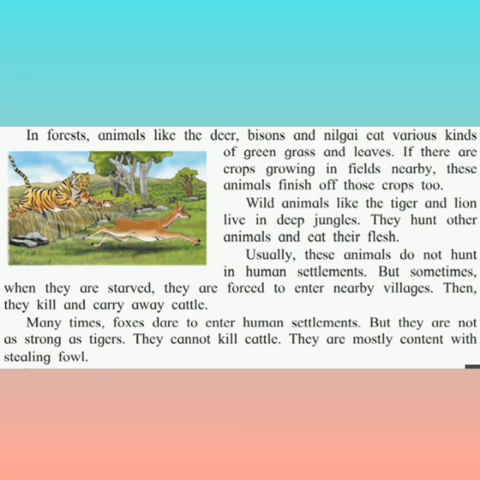 In forests, animals like the deer, bisons and nilgai eat various kinds
of green grass and leaves. If there are
crops growing in fields nearby, these
animals finish off those crops too.
Wild animals like the tiger and lion
live in deep jungles. They hunt other
animals and eat their flesh.
Usually, these animals do not hunt
in human settlements. But sometimes,
when they are starved, they are forced to enter nearby villages. Then,
they kill and carry away cattle.
Many times, foxes dare to enter human settlements. But they are not
as strong as tigers. They cannot kill cattle. They are mostly content with
stealing fowl.